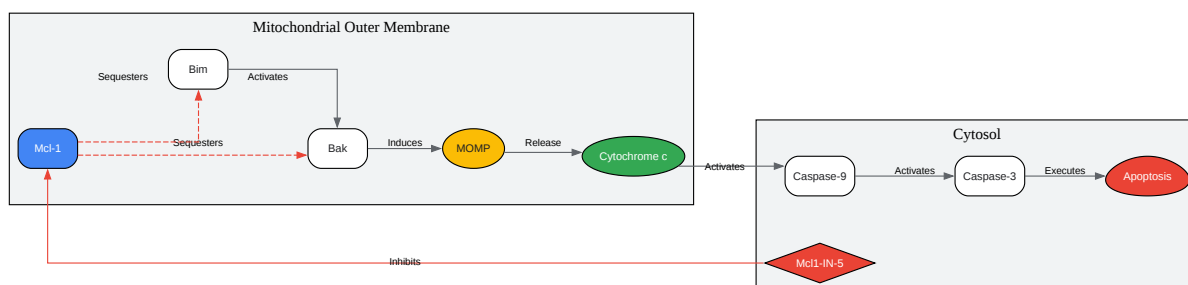 Mitochondrial Outer Membrane
Bim
Sequesters
Activates
Mcl-1
Sequesters
Bak
Induces
MOMP
Release
Cytochrome c
Activates
Cytosol
Caspase-9
Activates
Caspase-3
Executes
Apoptosis
Inhibits
Mcl1-IN-5